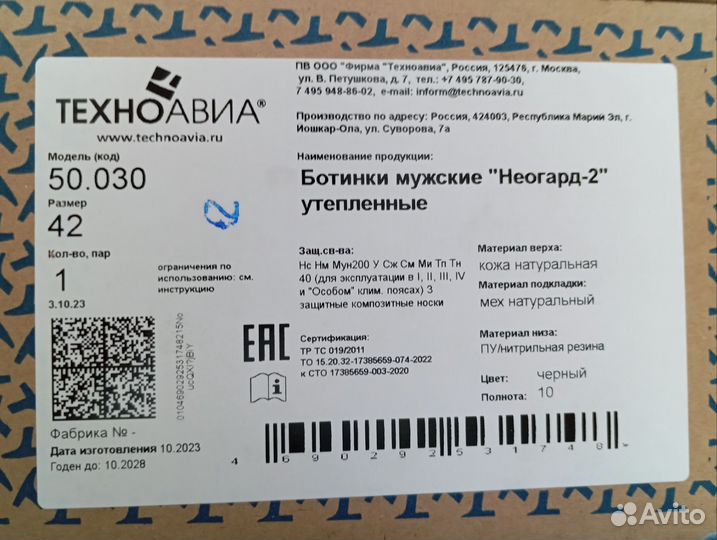 ТЕХНОАВИА®
www.technoavia.ru
Модель (код)
50.030
Размер
42
Кол-во, пар
1
3.10.23
ограничения по
использованию: см.
инструкцию
2
ПВ ООО "Фирма "Техноавиа", Россия, 125476, г. Москва,
ул. В. Петушкова, д. 7, тел.: +7 495 787-90-30,
7 495 948-86-02, e-mail: inform@technoavia.ru
Производство по адресу: Россия, 424003, Республика Марий Эл, г.
Йошкар-Ола, ул. Суворова, 7а
Наименование продукции:
Ботинки мужские "Неогард-2"
утепленные
Защ.св-ва:
Нс Нм Мун200 У Сж См Ми Тп Тн
40 (для эксплуатации в I, II, III, IV
и "Особом" клим. поясах) З
защитные композитные носки
Сертификация:
ТР ТС 019/2011
ТО 15.20.32-17385659-074-2022
к СТО 17385659-003-2020
Материал верха:
кожа натуральная
Материал подкладки:
мех натуральный
Материал низа:
ПУ/нитрильная резина
Цвет: черный
Полнота: 10
EAC
Фабрика № -
Дата изготовления 10.2023
Годен до: 10.2028
4 690292 531748
Avito